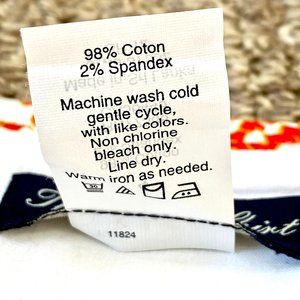 98% Coton
2% Spandex
Machine wash cold
gentle cycle,
with like colors.
Non chlorine
bleach only.
Line dry.
Warm iron as needed.
30
11824